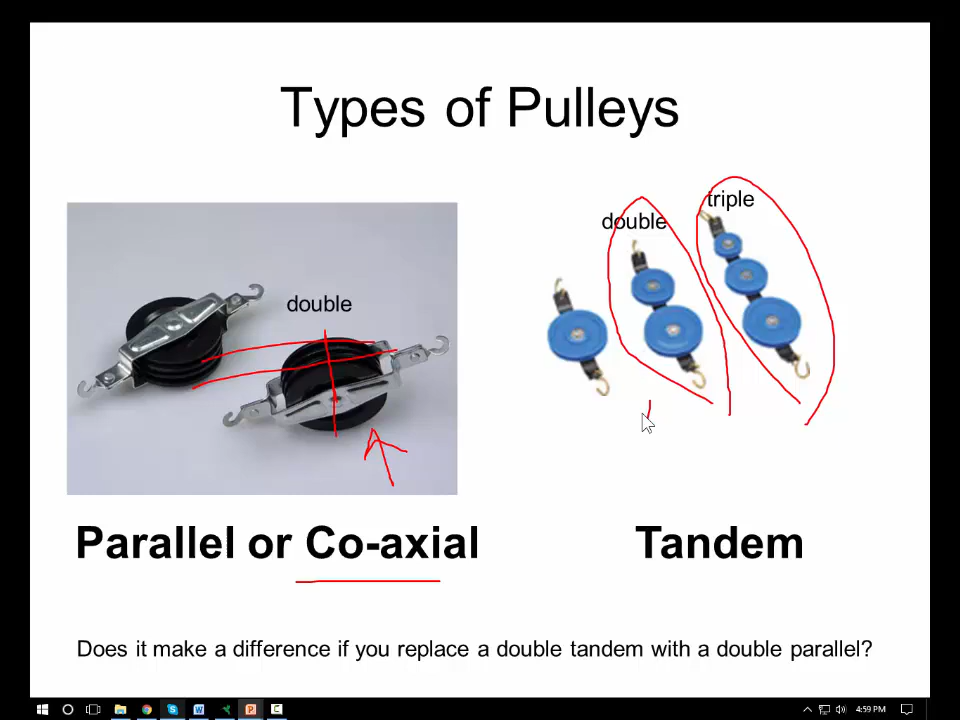 Types of Pulleys
triple
double
double
Parallel or Co-axial
Tandem
Does it make a difference if you replace a double tandem with a double parallel?
4:59 PM